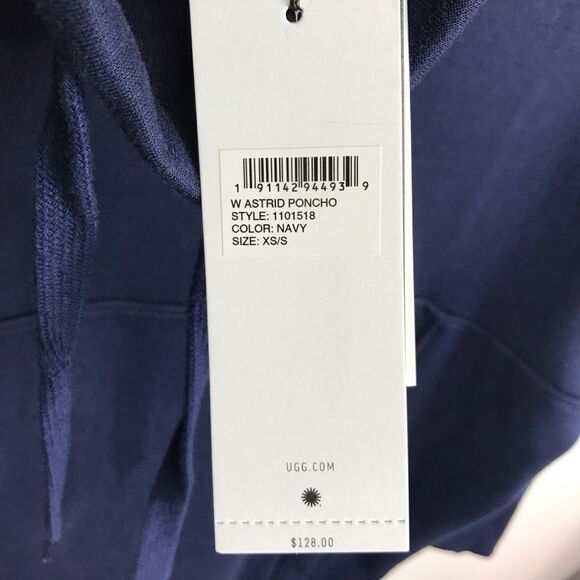 1 91142 94493 9
W ASTRID PONCHO
STYLE: 1101518
COLOR: NAVY
SIZE: XS/S
UGG.COM
$128.00